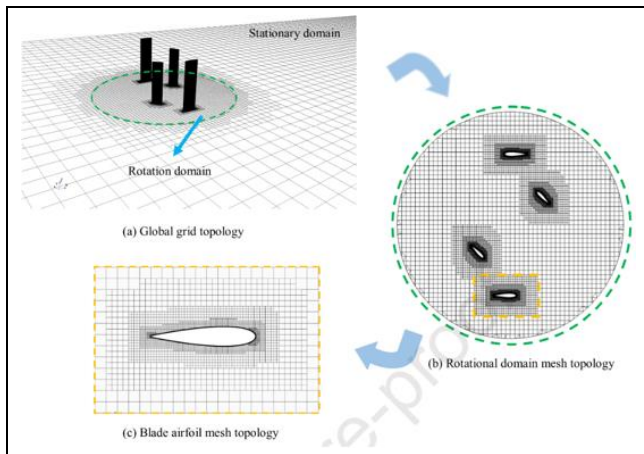 Stationary domain
Rotation domain
(a) Global grid topology
(b) Rotational domain mesh topology
(c) Blade airfoil mesh topology